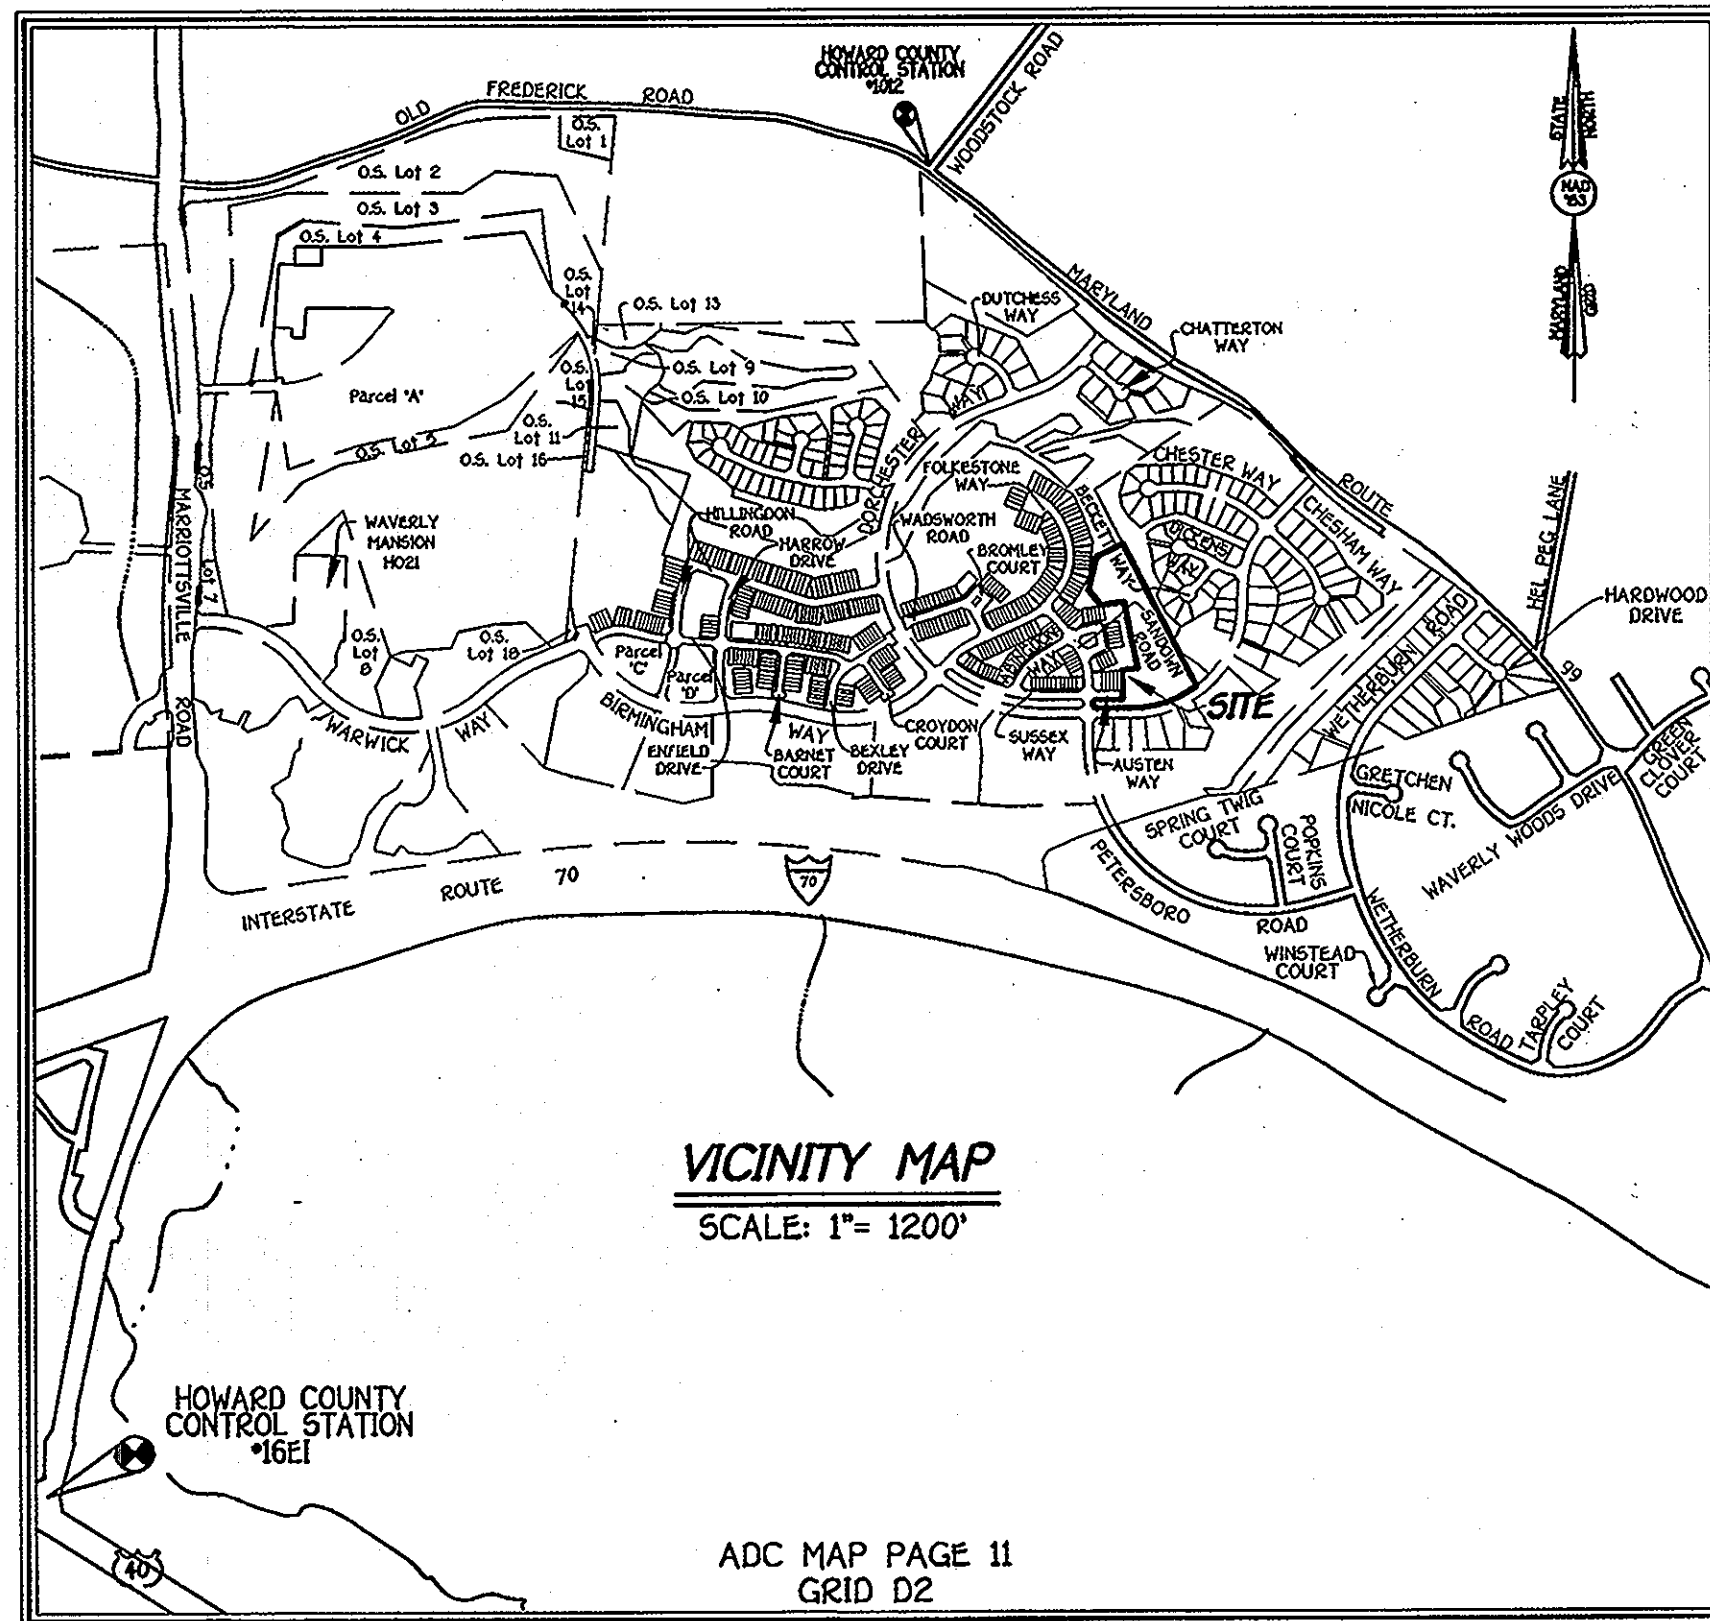 HOWARD COUNTY
CONTROL STATION
•1012
WOODSTOCK ROAD
OLD FREDERICK ROAD
STATE
NORTH
NAD
'83
MARYLAND
GRID
O.S.
Lot 1
O.S. Lot 2
O.S. Lot 3
O.S. Lot 4
O.S.
Lot
14
O.S. Lot 13
MARYLAND
ROUTE
99
DUTCHESS
WAY
CHATTERTON
WAY
O.S. Lot 9
O.S.
Lot
15
O.S. Lot 10
Parcel "A"
O.S.
Lot 11
O.S. Lot 5
O.S. Lot 16
DORCHESTER
WAY
FOLKESTONE
WAY
CHESTER WAY
BECKETT
WAY
CHESHAM WAY
HEL PEG LANE
O.S.
Lot 7
MARRIOTTSVILLE
ROAD
WAVERLY
MANSION
HO21
HILLINGDON
ROAD
HARROW
DRIVE
WADSWORTH
ROAD
BROMLEY
COURT
DICKENS
WAY
HARDWOOD
DRIVE
SANDOWN
ROAD
WETHERBURN ROAD
O.S.
Lot
8
O.S.
Lot 18
Parcel
'C'
Parcel
'D'
ABINGDON
WAY
SITE
WARWICK WAY
BIRMINGHAM
WAY
ENFIELD
DRIVE
BARNET
COURT
BEXLEY
DRIVE
CROYDON
COURT
SUSSEX
WAY
AUSTEN
WAY
GREEN
CLOVER
COURT
GRETCHEN
NICOLE CT.
SPRING TWIG
COURT
POPKINS
COURT
WAVERLY WOODS DRIVE
PETERSBORO
ROAD
INTERSTATE ROUTE 70
70
WINSTEAD
COURT
WETHERBURN
ROAD
TARPLEY
COURT
VICINITY MAP
SCALE: 1"= 1200'
HOWARD COUNTY
CONTROL STATION
•16E1
40
ADC MAP PAGE 11
GRID D2